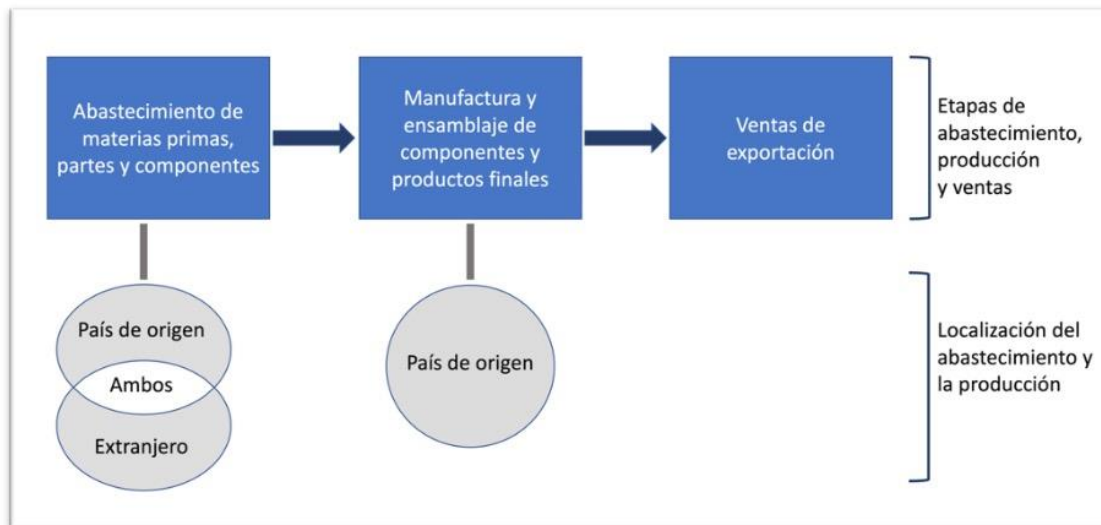 Abastecimiento de
materias primas,
partes y componentes
Manufactura y
ensamblaje de
componentes y
productos finales
Ventas de
exportación
Etapas de
abastecimiento,
producción
y ventas
País de origen
Ambos
Extranjero
País de origen
Localización del
abastecimiento y
la producción